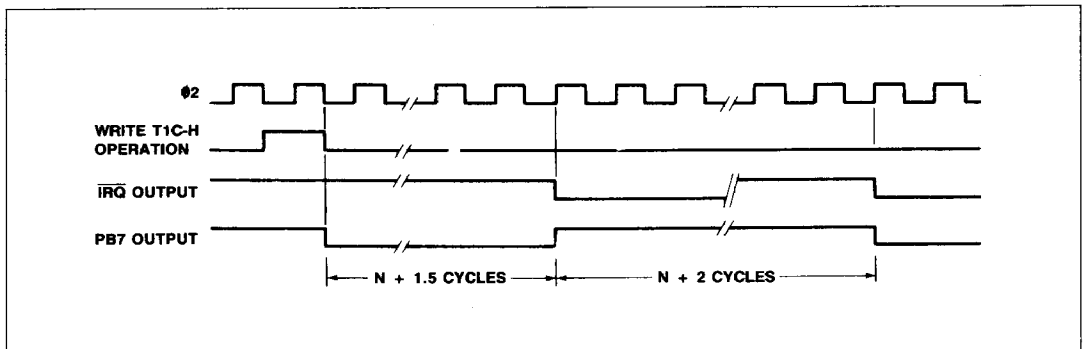 ϕ2
WRITE T1C-H
OPERATION
IRQ OUTPUT
PB7 OUTPUT
N + 1.5 CYCLES
N + 2 CYCLES